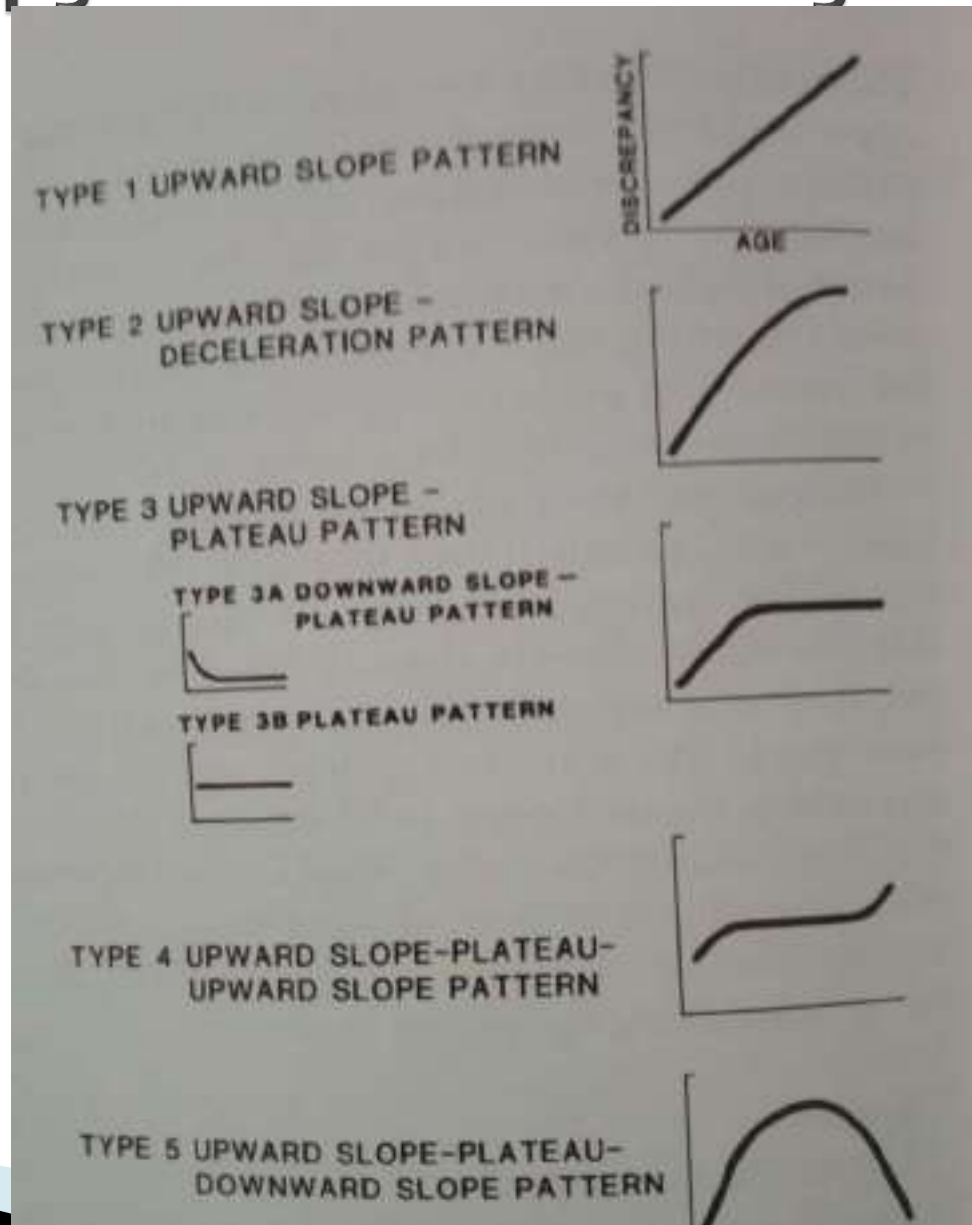 DISCREPANCY
AGE
TYPE 1 UPWARD SLOPE PATTERN
TYPE 2 UPWARD SLOPE -
DECELERATION PATTERN
TYPE 3 UPWARD SLOPE -
PLATEAU PATTERN
TYPE 3A DOWNWARD SLOPE -
PLATEAU PATTERN
TYPE 3B PLATEAU PATTERN
TYPE 4 UPWARD SLOPE-PLATEAU-
UPWARD SLOPE PATTERN
TYPE 5 UPWARD SLOPE-PLATEAU-
DOWNWARD SLOPE PATTERN